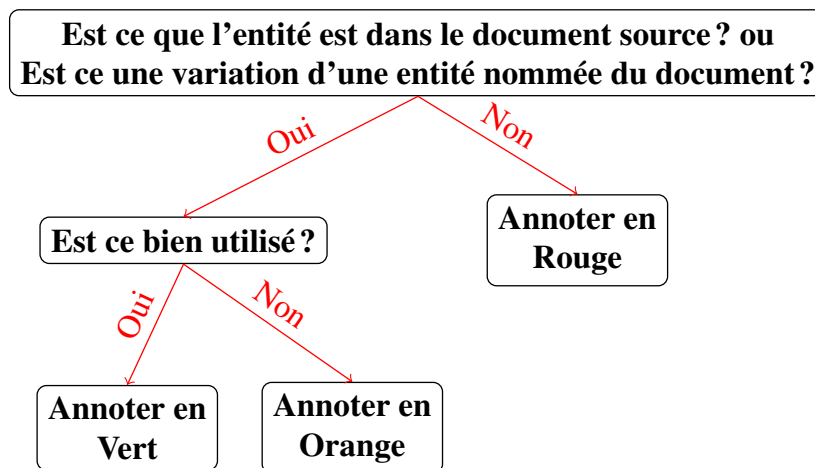 Est ce que l'entité est dans le document source ? ou
Est ce une variation d'une entité nommée du document ?
Oui
Non
Est ce bien utilisé ?
Annoter en
Rouge
Oui
Non
Annoter en
Vert
Annoter en
Orange